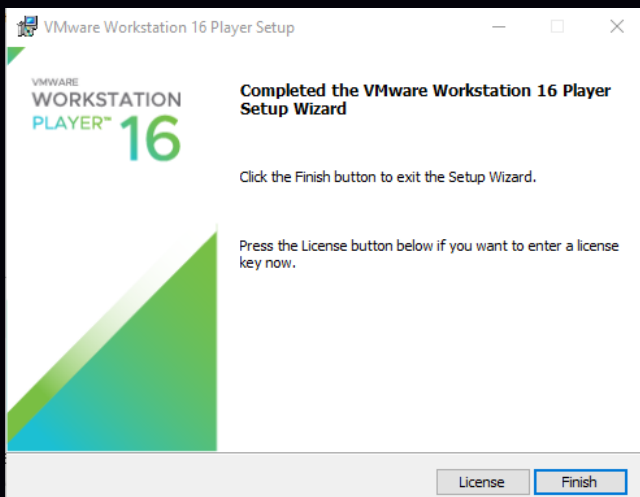 VMware Workstation 16 Player Setup
VMWARE
WORKSTATION
PLAYER™ 16
Completed the VMware Workstation 16 Player
Setup Wizard
Click the Finish button to exit the Setup Wizard.
Press the License button below if you want to enter a license
key now.
License
Finish